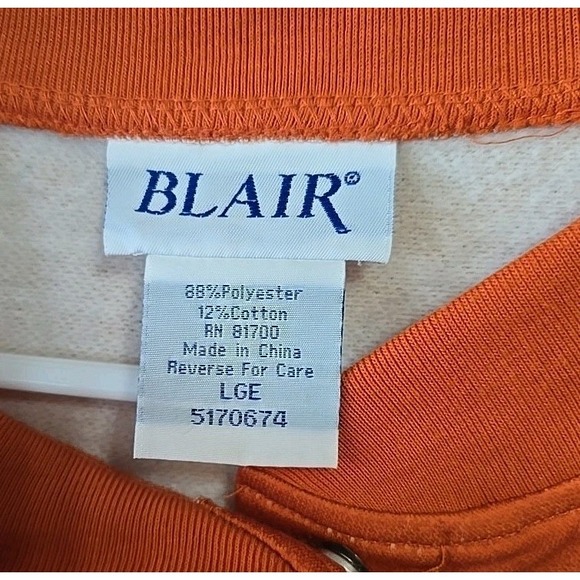 BLAIR®
88%Polyester
12%Cotton
RN 81700
Made in China
Reverse For Care
LGE
5170674